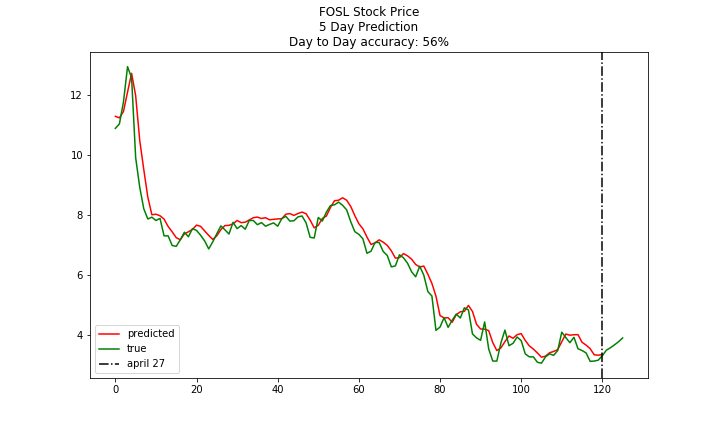 FOSL Stock Price
5 Day Prediction
Day to Day accuracy: 56%
12
10
8
6
4
predicted
true
april 27
0 20 40 60 80 100 120